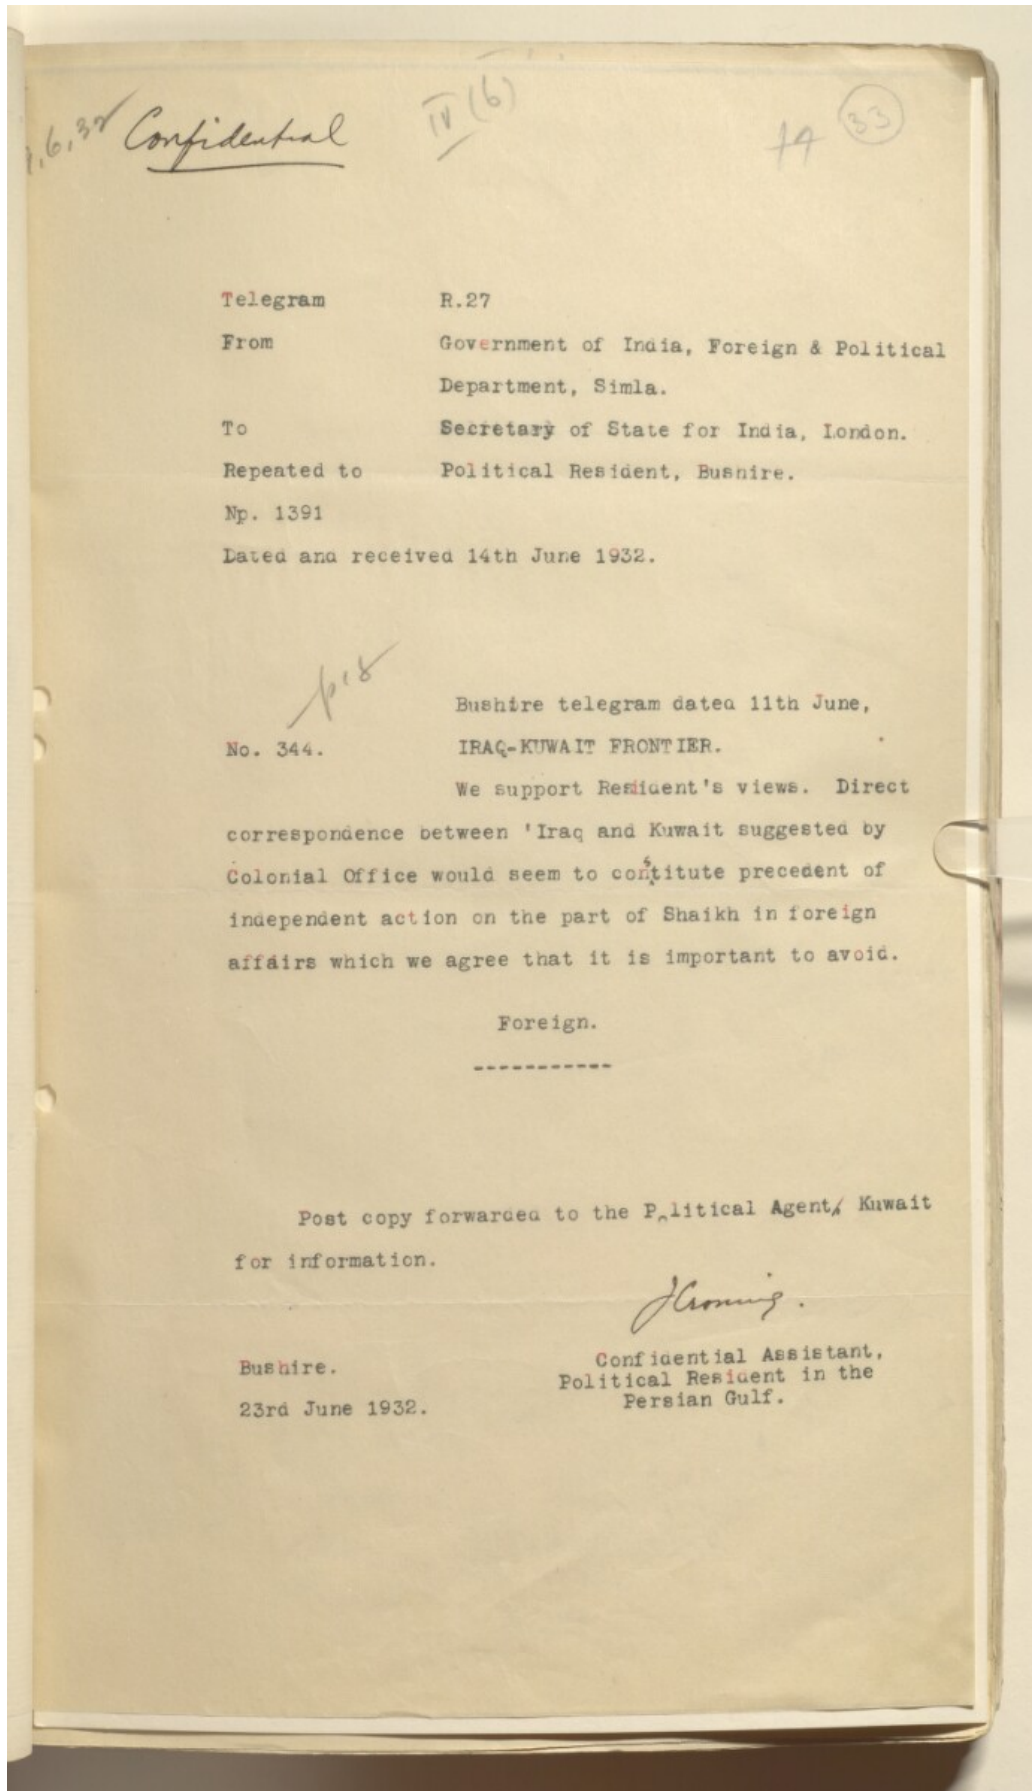 Confidential
IV (6)
14
33
Telegram R.27
From Government of India, Foreign & Political
Department, Simla.
To Secretary of State for India, London.
Repeated to Political Resident, Bushire.
Np. 1391
Dated and received 14th June 1932.
p18
Bushire telegram dated 11th June,
No. 344. IRAQ-KUWAIT FRONTIER.
We support Resident's views. Direct
correspondence between 'Iraq and Kuwait suggested by
Colonial Office would seem to constitute precedent of
independent action on the part of Shaikh in foreign
affairs which we agree that it is important to avoid.
Foreign.
-----------
Post copy forwarded to the P litical Agent, Kuwait
for information.
Bushire. Confidential Assistant,
Political Resident in the
23rd June 1932. Persian Gulf.